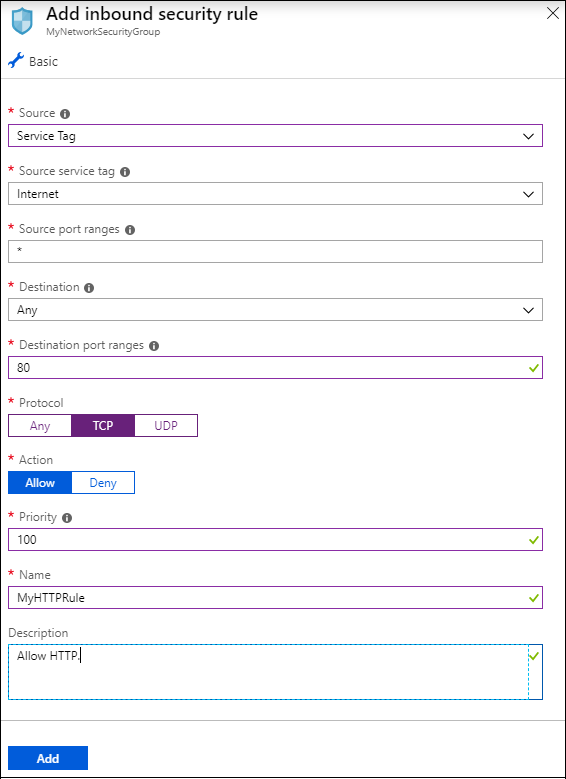 Add inbound security rule
MyNetworkSecurityGroup
Basic
* Source
Service Tag
* Source service tag
Internet
* Source port ranges
*
* Destination
Any
* Destination port ranges
80
* Protocol
Any TCP UDP
* Action
Allow Deny
* Priority
100
* Name
MyHTTPRule
Description
Allow HTTP.
Add